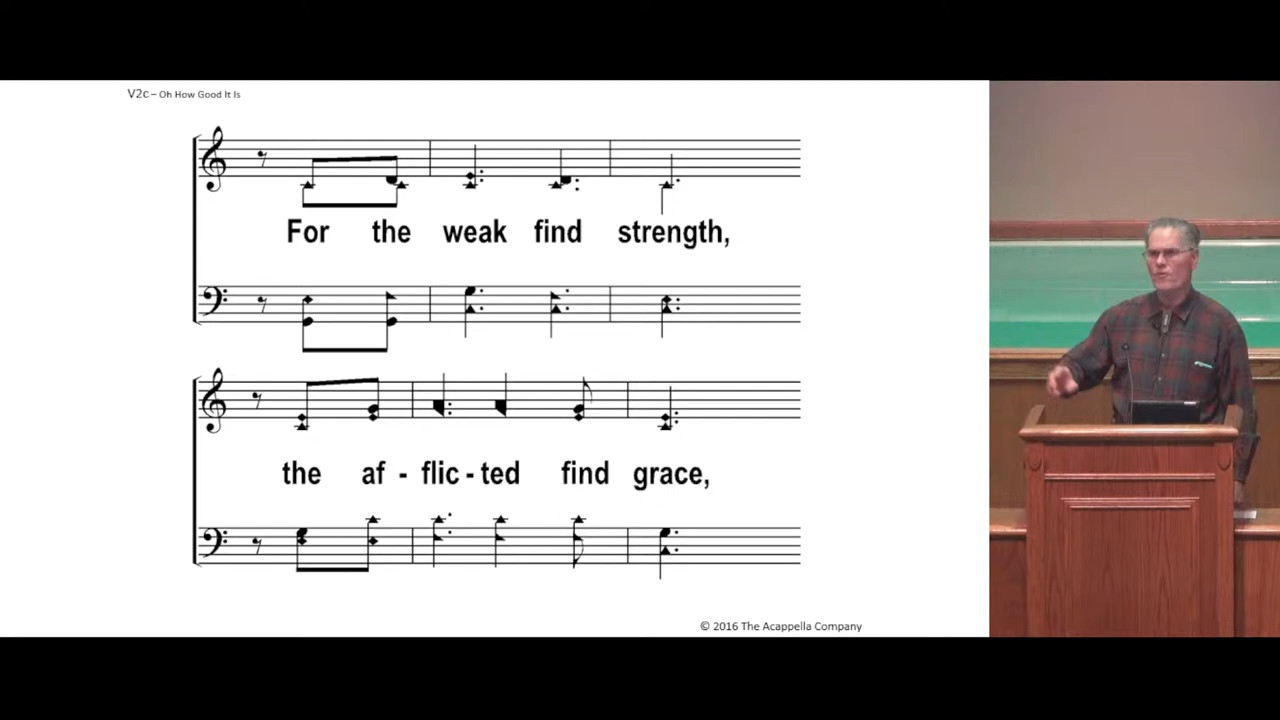 V2c – Oh How Good It Is
For the weak find strength,
the af - flic - ted find grace,
© 2016 The Acappella Company